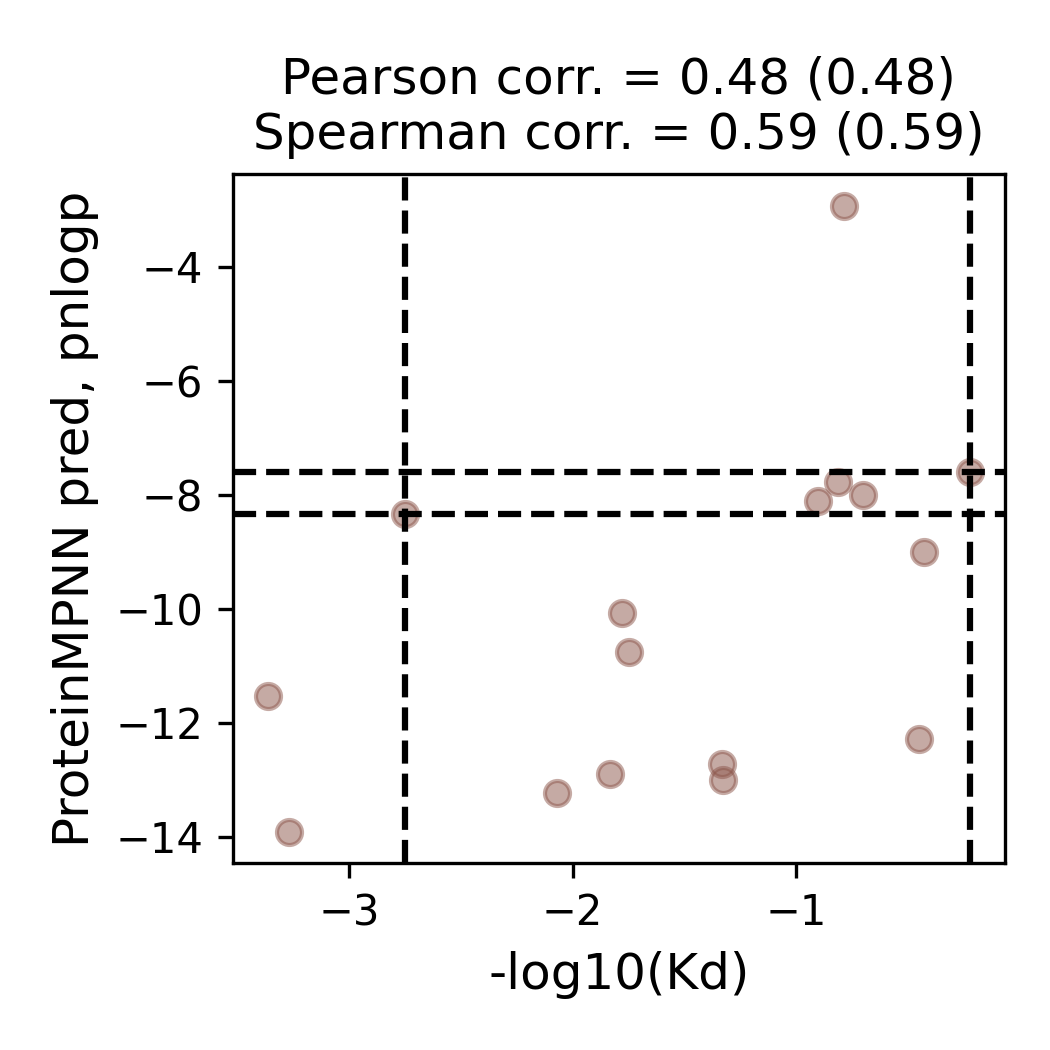 Pearson corr. = 0.48 (0.48)
Spearman corr. = 0.59 (0.59)
ProteinMPNN pred, pnlogp
−4
−6
−8
−10
−12
−14
−3
−2
−1
-log10(Kd)